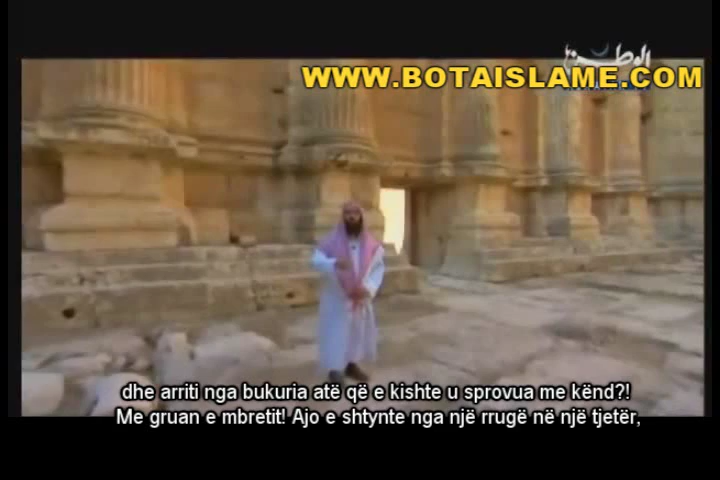 الوطن
WWW.BOTAISLAME.COM
dhe arriti nga bukuria atë që e kishte u sprovua me kënd?!
Me gruan e mbretit! Ajo e shtynte nga një rrugë në një tjetër,